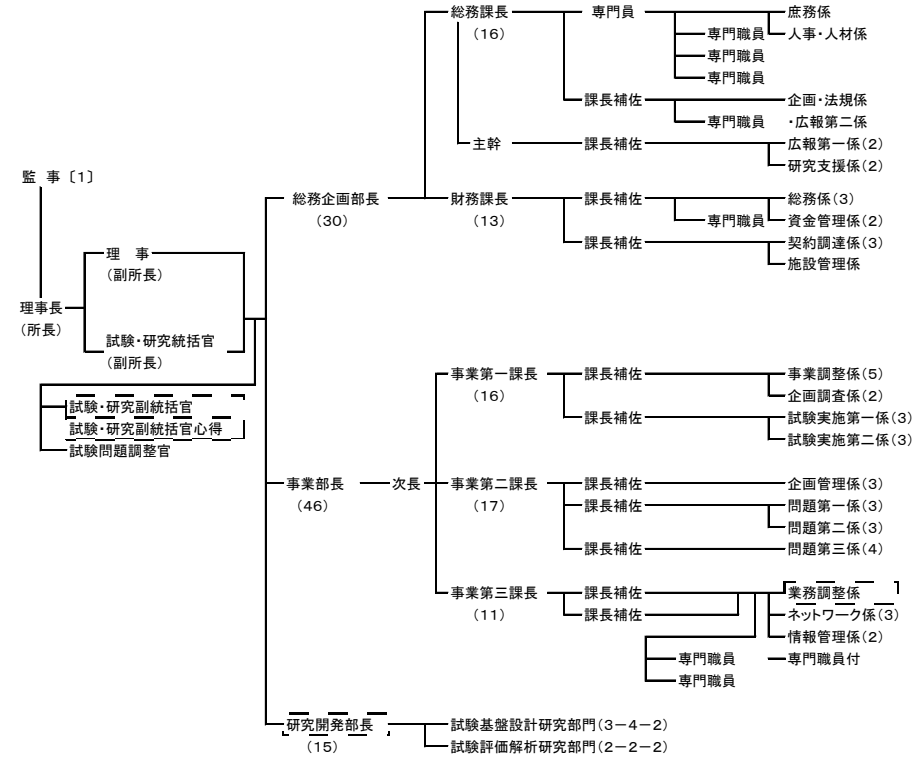 総務課長 専門員 庶務係
(16) 専門職員 人事・人材係
専門職員
専門職員
課長補佐 企画・法規係
専門職員 ・広報第二係
主幹 課長補佐 広報第一係(2)
研究支援係(2)
監 事〔1〕
総務企画部長 財務課長 課長補佐 総務係(3)
(30) (13) 専門職員 資金管理係(2)
課長補佐 契約調達係(3)
施設管理係
理 事
(副所長)
理事長
(所長)
試験・研究統括官
(副所長)
事業第一課長 課長補佐 事業調整係(5)
(16) 企画調査係(2)
試験・研究副統括官
課長補佐 試験実施第一係(3)
試験・研究副統括官心得
試験実施第二係(3)
試験問題調整官
事業部長 次長 事業第二課長 課長補佐 企画管理係(3)
(46) (17) 課長補佐 問題第一係(3)
問題第二係(3)
課長補佐 問題第三係(4)
事業第三課長 課長補佐 業務調整係
(11) 課長補佐 ネットワーク係(3)
情報管理係(2)
専門職員 専門職員付
専門職員
研究開発部長 試験基盤設計研究部門(3-4-2)
(15) 試験評価解析研究部門(2-2-2)